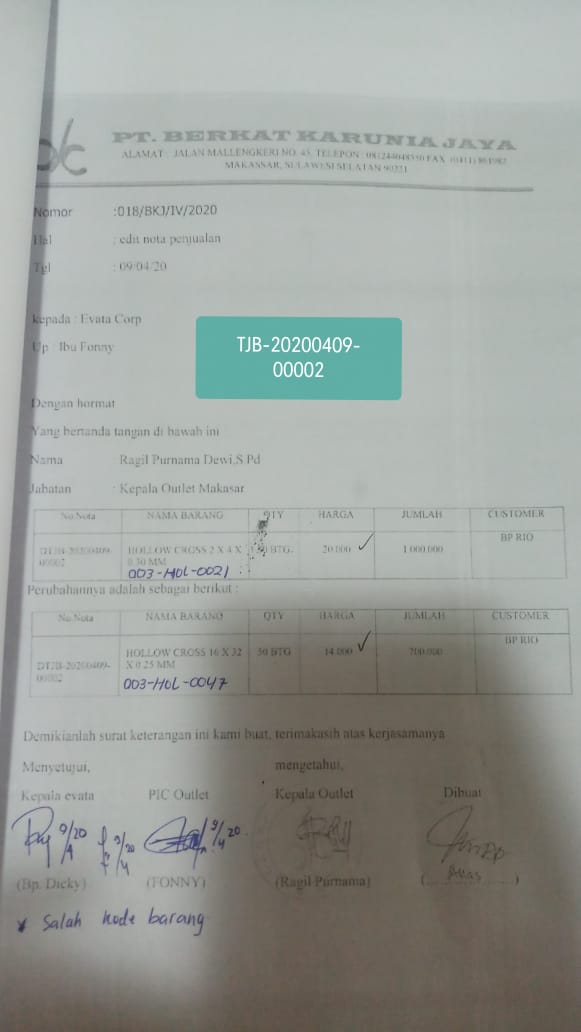 PT. BERKAT KARUNIA JAYA
ALAMAT : JALAN MALLENGKERI NO. 45, TELEPON : 081244048550 FAX (0411)
MAKASSAR, SULAWESI SELATAN 90221
Nomor :018/BKJ/IV/2020
Hal : edit nota penjualan
Tgl : 09/04/20
kepada : Evata Corp
Up : Ibu Fonny
TJB-20200409-
00002
Dengan hormat
Yang bertanda tangan di bawah ini
Nama : Ragil Purnama Dewi,S.Pd
Jabatan : Kepala Outlet Makasar
No.Nota NAMA BARANG QTY HARGA JUMLAH CUSTOMER
DTJB-20200409- HOLLOW CROSS 2 X 4 X BTG 20.000 1.000.000 BP RIO
00002 0.30 MM
003-HOL-0021
Perubahannya adalah sebagai berikut :
No.Nota NAMA BARANG QTY HARGA JUMLAH CUSTOMER
DTJB-20200409- HOLLOW CROSS 16 X 32 50 BTG 14.000 700.000 BP RIO
00002 X 0.25 MM
003-HOL-0047
Demikianlah surat keterangan ini kami buat, terimakasih atas kerjasamanya
Menyetujui, mengetahui,
Kepala evata PIC Outlet Kepala Outlet Dibuat
9/20 9/20 9/4 20
(Bp. Dicky) (FONNY) (Ragil Purnama) (...............)
* Salah kode barang